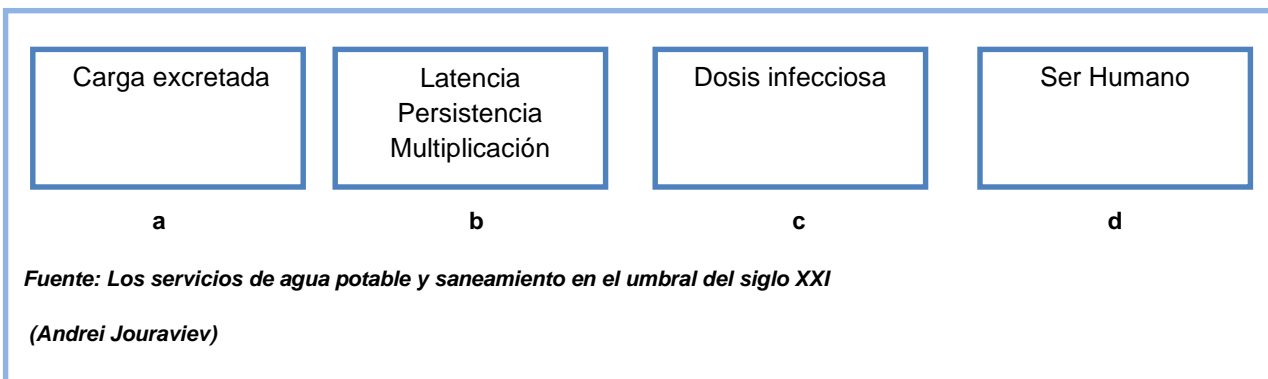 Carga excretada
Latencia
Persistencia
Multiplicación
Dosis infecciosa
Ser Humano
a
b
c
d
Fuente: Los servicios de agua potable y saneamiento en el umbral del siglo XXI
(Andrei Jouraviev)